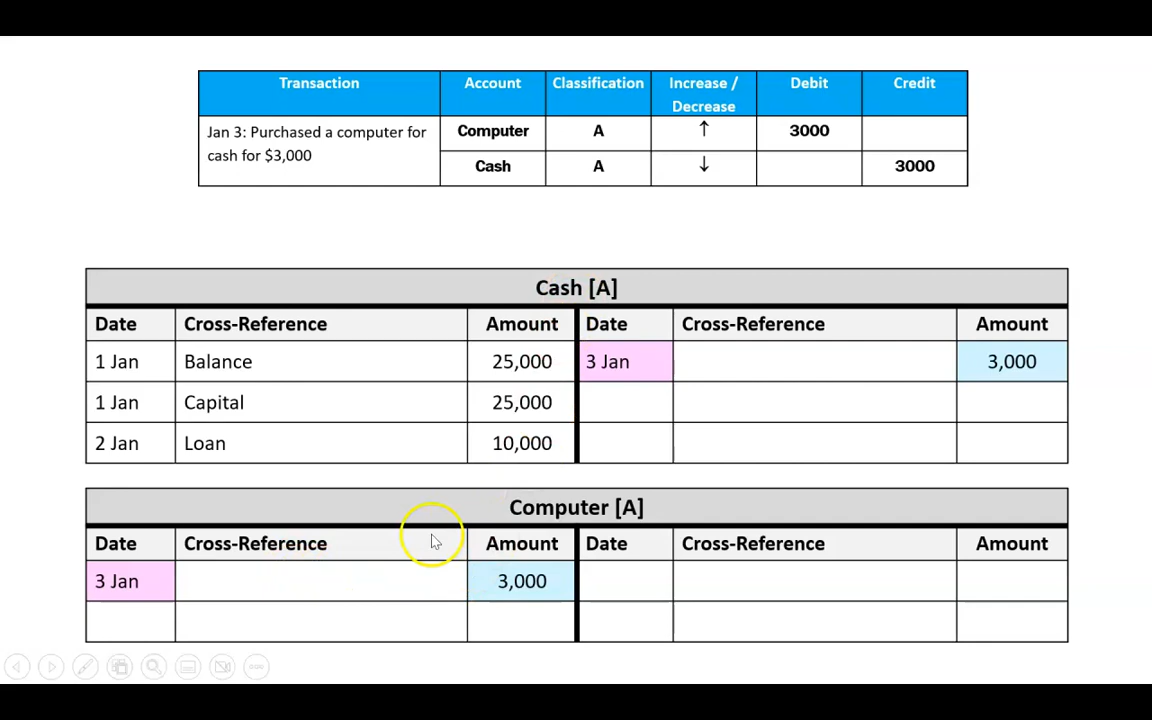 Transaction Account Classification Increase / Decrease Debit Credit
Jan 3: Purchased a computer for cash for $3,000
Computer A ↑ 3000
Cash A ↓ 3000
Cash [A]
Date Cross-Reference Amount Date Cross-Reference Amount
1 Jan Balance 25,000 3 Jan 3,000
1 Jan Capital 25,000
2 Jan Loan 10,000
Computer [A]
Date Cross-Reference Amount Date Cross-Reference Amount
3 Jan 3,000